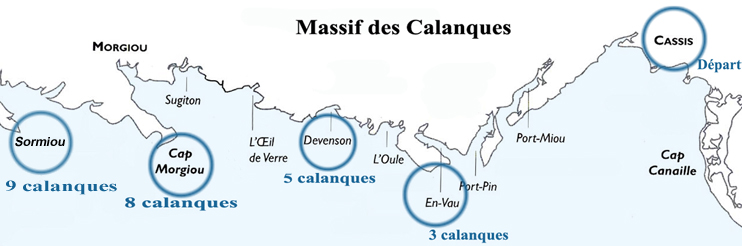 Massif des Calanques
MORGIOU
CASSIS
Départ
Sugiton
Sormiou
Cap
Morgiou
L'Œil
de Verre
Devenson
L'Oule
Port-Miou
Cap
Canaille
Port-Pin
En-Vau
9 calanques
8 calanques
5 calanques
3 calanques